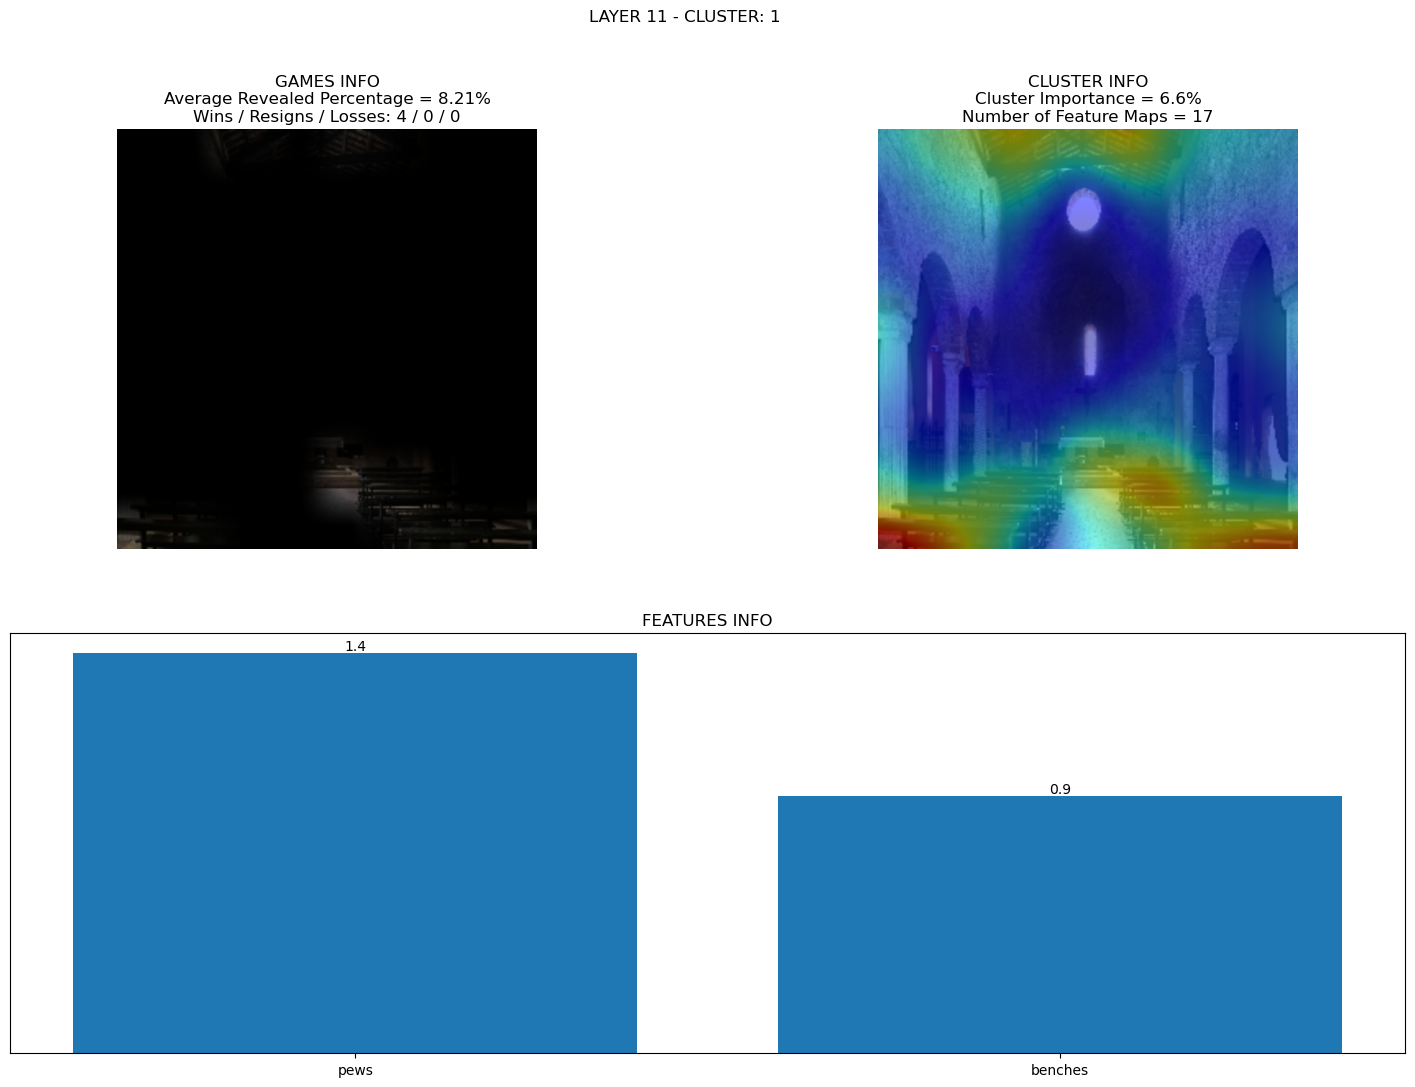 LAYER 11 - CLUSTER: 1
GAMES INFO
Average Revealed Percentage = 8.21%
Wins / Resigns / Losses: 4 / 0 / 0
CLUSTER INFO
Cluster Importance = 6.6%
Number of Feature Maps = 17
FEATURES INFO
1.4
0.9
pews
benches